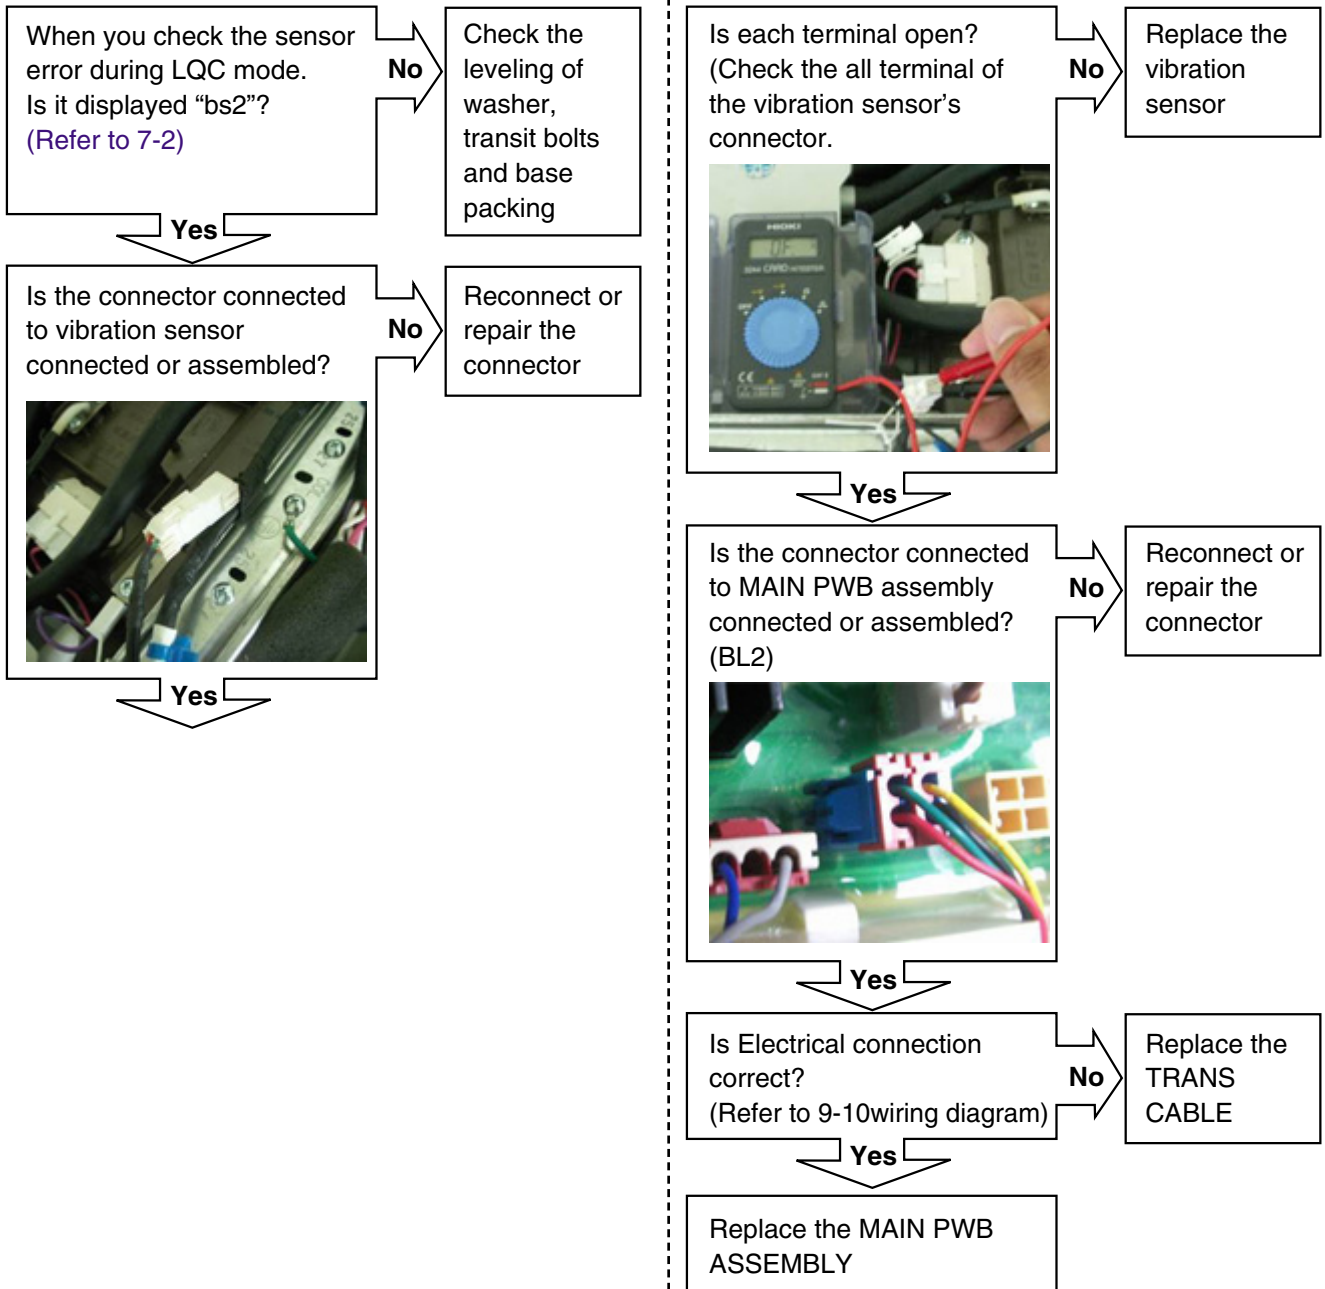 When you check the sensor
error during LQC mode.
Is it displayed “bs2”?
(Refer to 7-2)
No
Check the
leveling of
washer,
transit bolts
and base
packing
Yes
Is the connector connected
to vibration sensor
connected or assembled?
No
Reconnect or
repair the
connector
Yes
Is each terminal open?
(Check the all terminal of
the vibration sensor’s
connector.
No
Replace the
vibration
sensor
HIOKI
OFF
CE
Yes
Is the connector connected
to MAIN PWB assembly
connected or assembled?
(BL2)
No
Reconnect or
repair the
connector
Yes
Is Electrical connection
correct?
(Refer to 9-10wiring diagram)
No
Replace the
TRANS
CABLE
Yes
Replace the MAIN PWB
ASSEMBLY